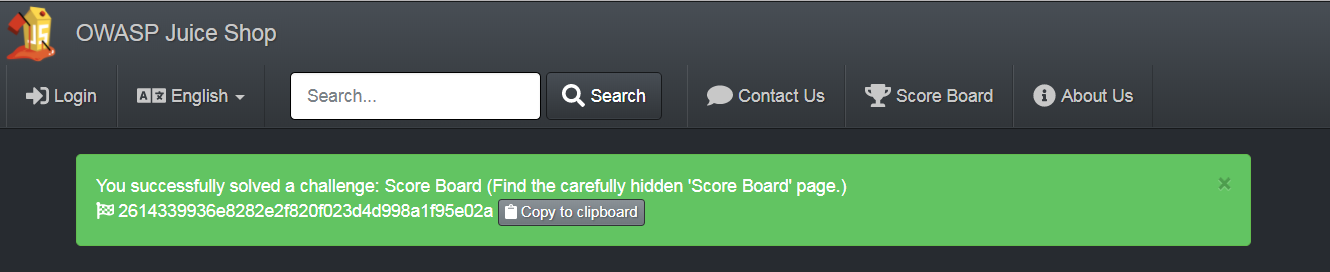 OWASP Juice Shop
Login English Search... Search Contact Us Score Board About Us
You successfully solved a challenge: Score Board (Find the carefully hidden 'Score Board' page.) ×
2614339936e8282e2f820f023d4d998a1f95e02a Copy to clipboard